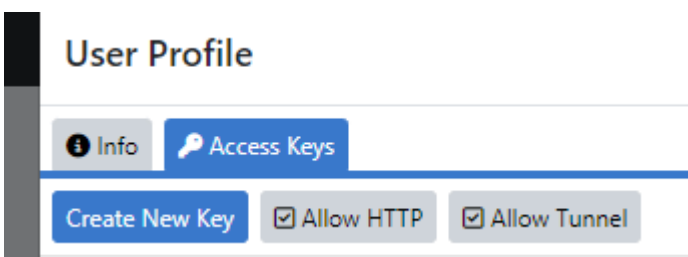 User Profile
Info Access Keys
Create New Key Allow HTTP Allow Tunnel